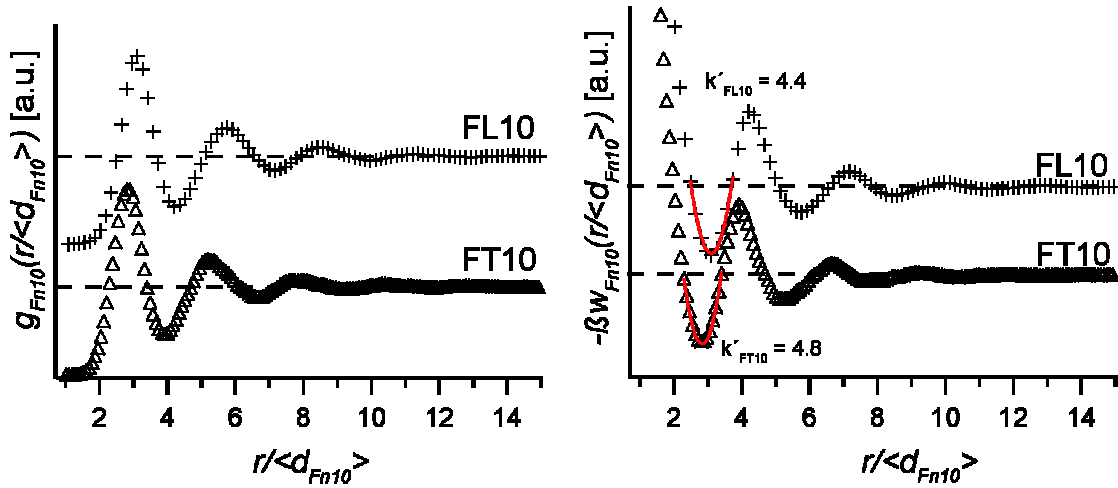 g_Fn10(r/<d_Fn10>) [a.u.]
FL10
FT10
2 4 6 8 10 12 14
r/<d_Fn10>
-ßw_Fn10(r/<d_Fn10>) [a.u.]
k´_FL10 = 4.4
FL10
FT10
k´_FT10 = 4.8
2 4 6 8 10 12 14
r/<d_Fn10>